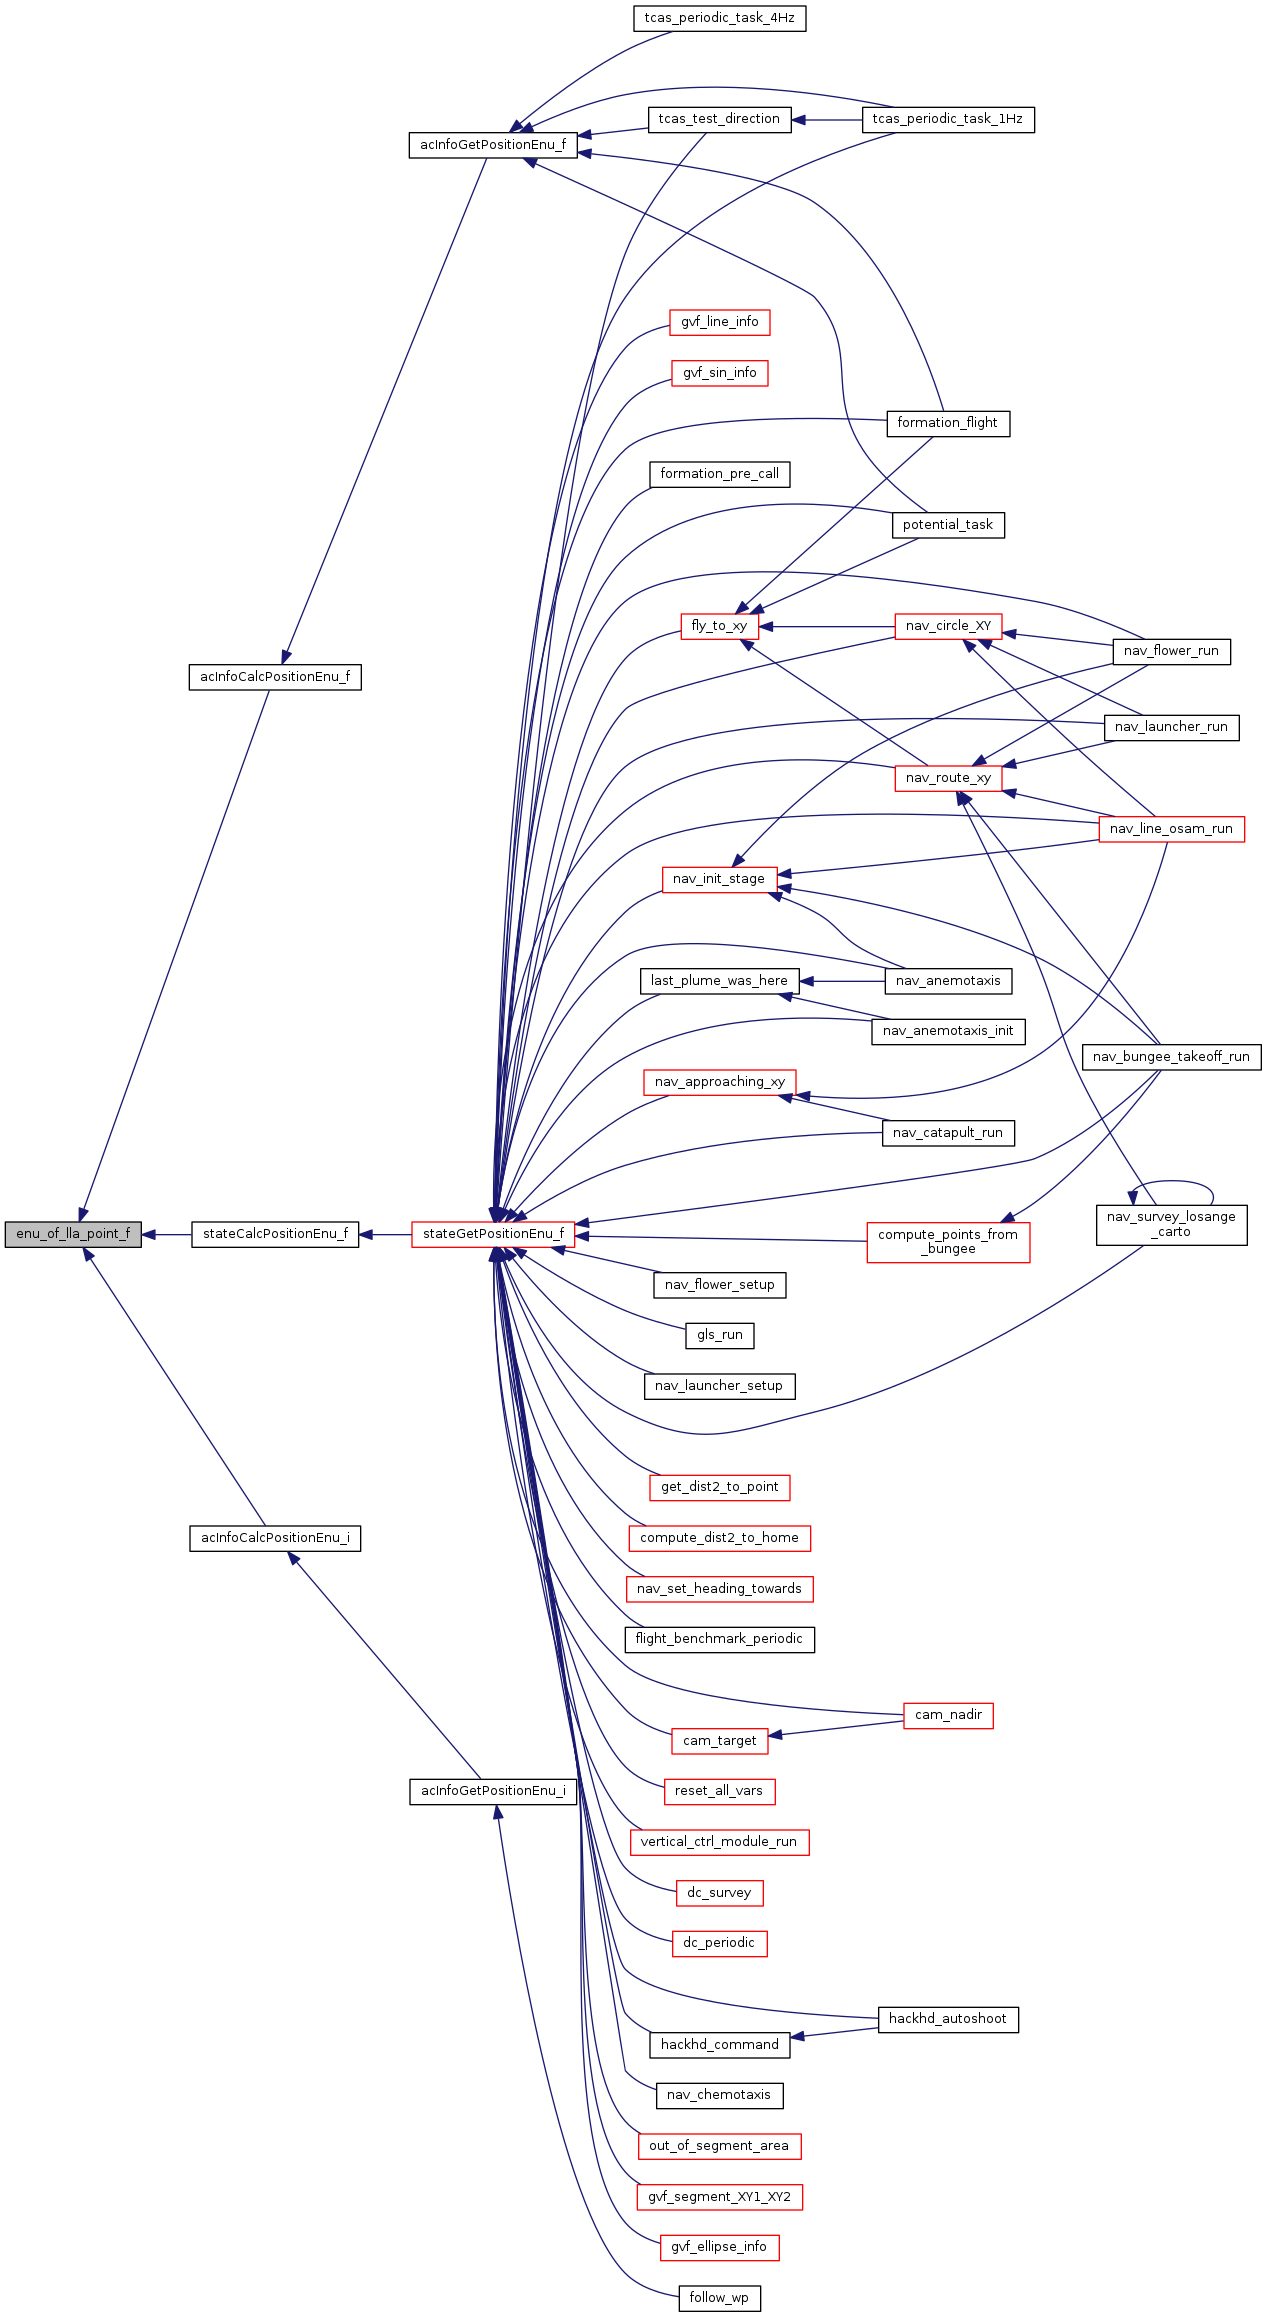 tcas_periodic_task_4Hz
tcas_test_direction
tcas_periodic_task_1Hz
acInfoGetPositionEnu_f
gvf_line_info
gvf_sin_info
formation_flight
formation_pre_call
potential_task
fly_to_xy
nav_circle_XY
nav_flower_run
acInfoCalcPositionEnu_f
nav_launcher_run
nav_route_xy
nav_line_osam_run
nav_init_stage
last_plume_was_here
nav_anemotaxis
nav_anemotaxis_init
nav_bungee_takeoff_run
nav_approaching_xy
nav_catapult_run
nav_survey_losange
_carto
enu_of_lla_point_f
stateCalcPositionEnu_f
stateGetPositionEnu_f
compute_points_from
_bungee
nav_flower_setup
gls_run
nav_launcher_setup
get_dist2_to_point
acInfoCalcPositionEnu_i
compute_dist2_to_home
nav_set_heading_towards
flight_benchmark_periodic
cam_nadir
cam_target
acInfoGetPositionEnu_i
reset_all_vars
vertical_ctrl_module_run
dc_survey
dc_periodic
hackhd_autoshoot
hackhd_command
nav_chemotaxis
out_of_segment_area
gvf_segment_XY1_XY2
gvf_ellipse_info
follow_wp